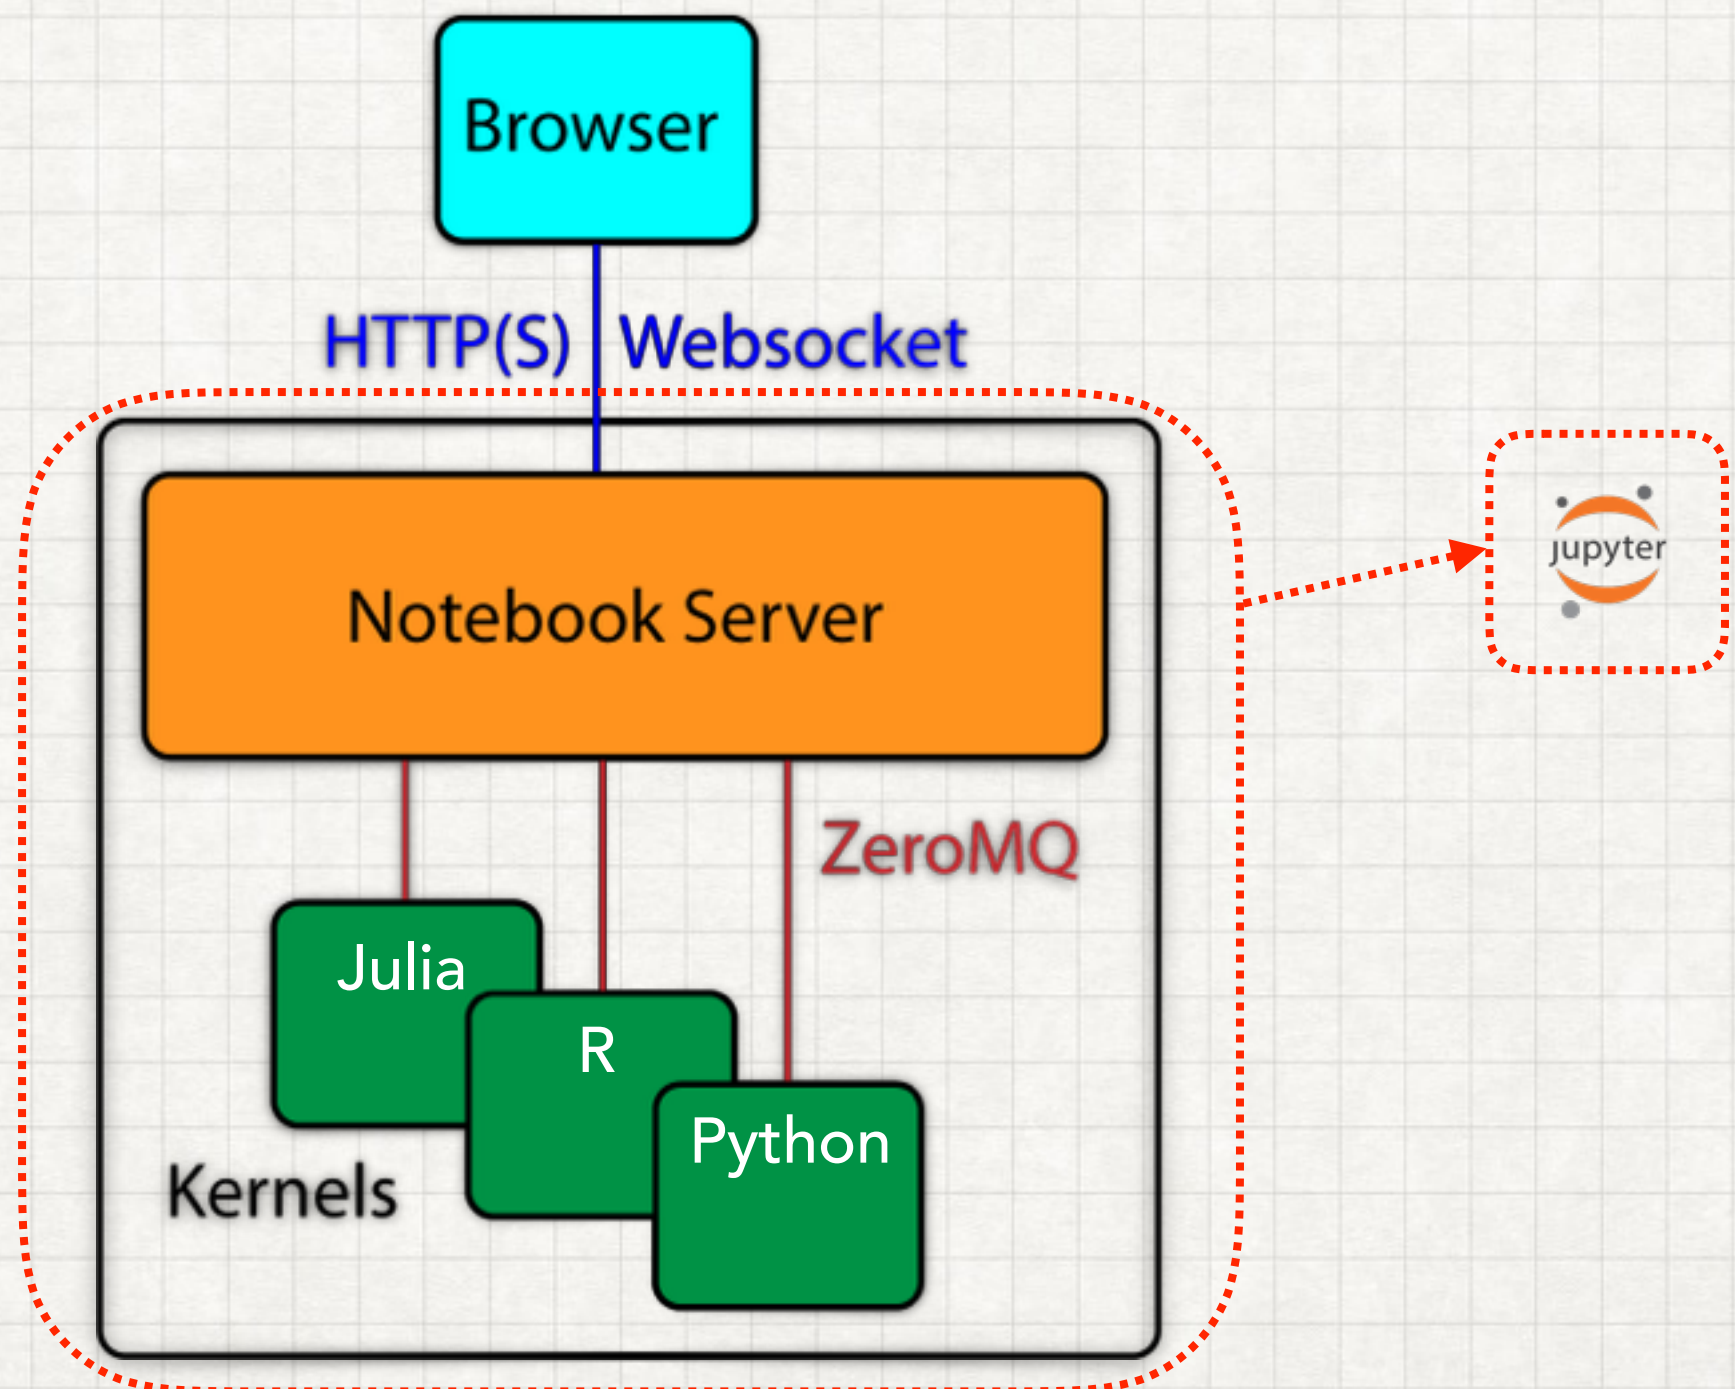 Browser
HTTP(S) Websocket
Notebook Server
jupyter
ZeroMQ
Julia
R
Python
Kernels